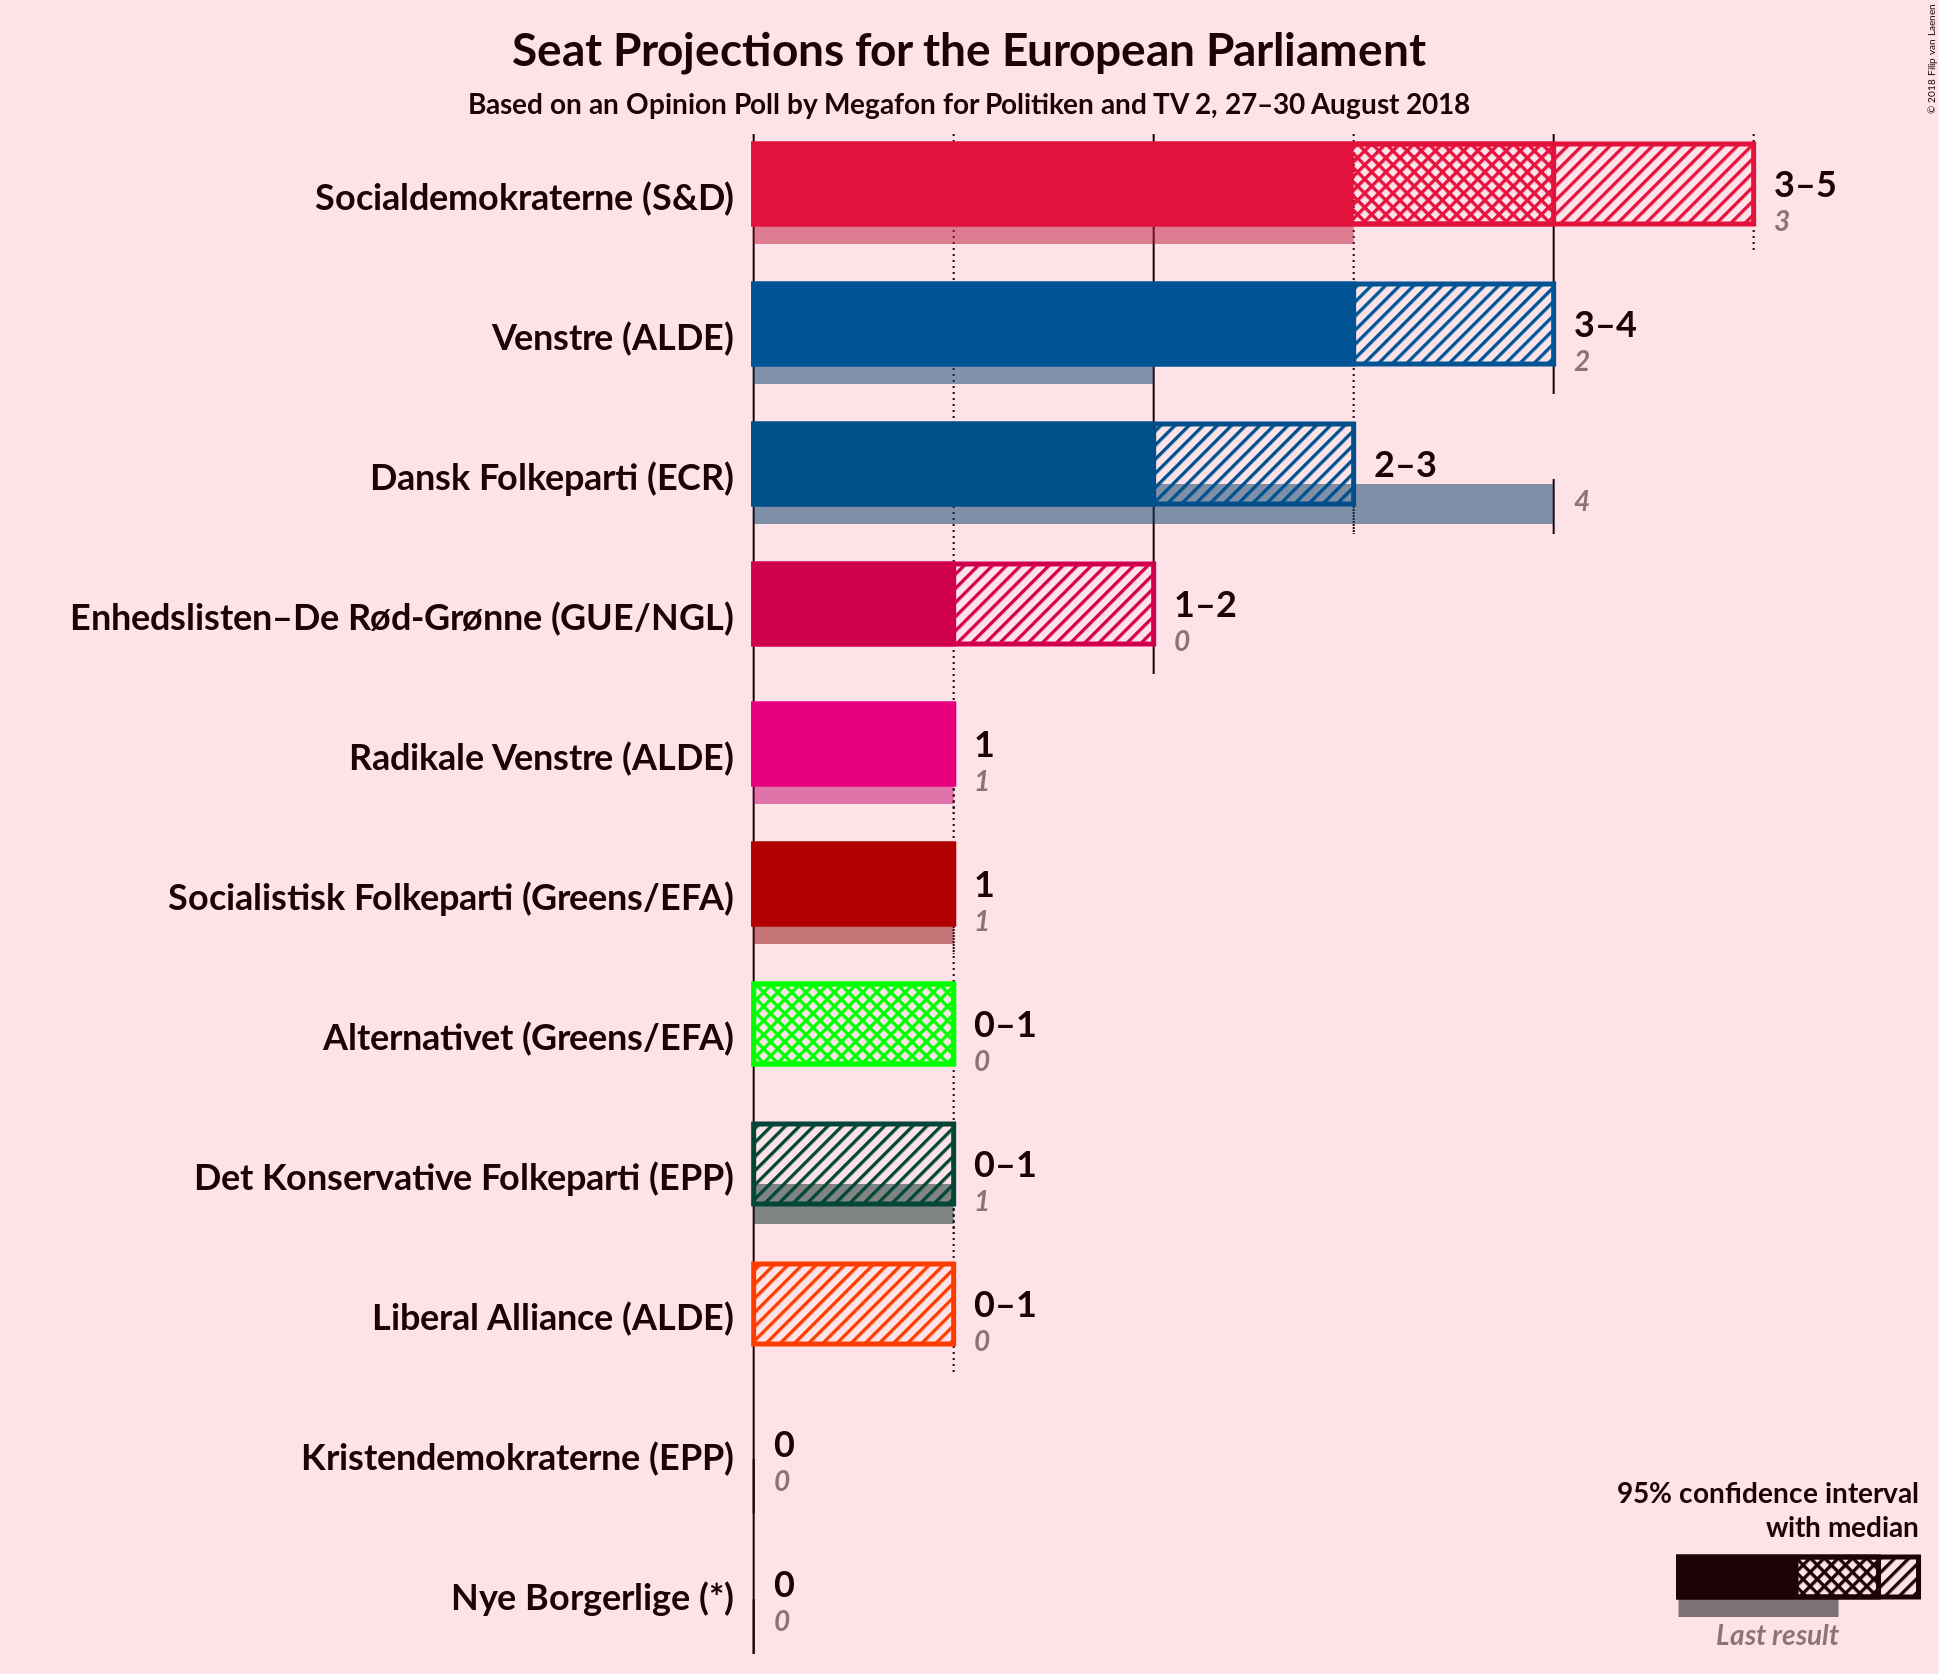 Seat Projections for the European Parliament
Based on an Opinion Poll by Megafon for Politiken and TV 2, 27–30 August 2018
© 2018 Filip van Laenen
Socialdemokraterne (S&D)
3–5
3
Venstre (ALDE)
3–4
2
Dansk Folkeparti (ECR)
2–3
4
Enhedslisten–De Rød-Grønne (GUE/NGL)
1–2
0
Radikale Venstre (ALDE)
1
1
Socialistisk Folkeparti (Greens/EFA)
1
1
Alternativet (Greens/EFA)
0–1
0
Det Konservative Folkeparti (EPP)
0–1
1
Liberal Alliance (ALDE)
0–1
0
Kristendemokraterne (EPP)
0
0
Nye Borgerlige (*)
0
0
95% confidence interval
with median
Last result